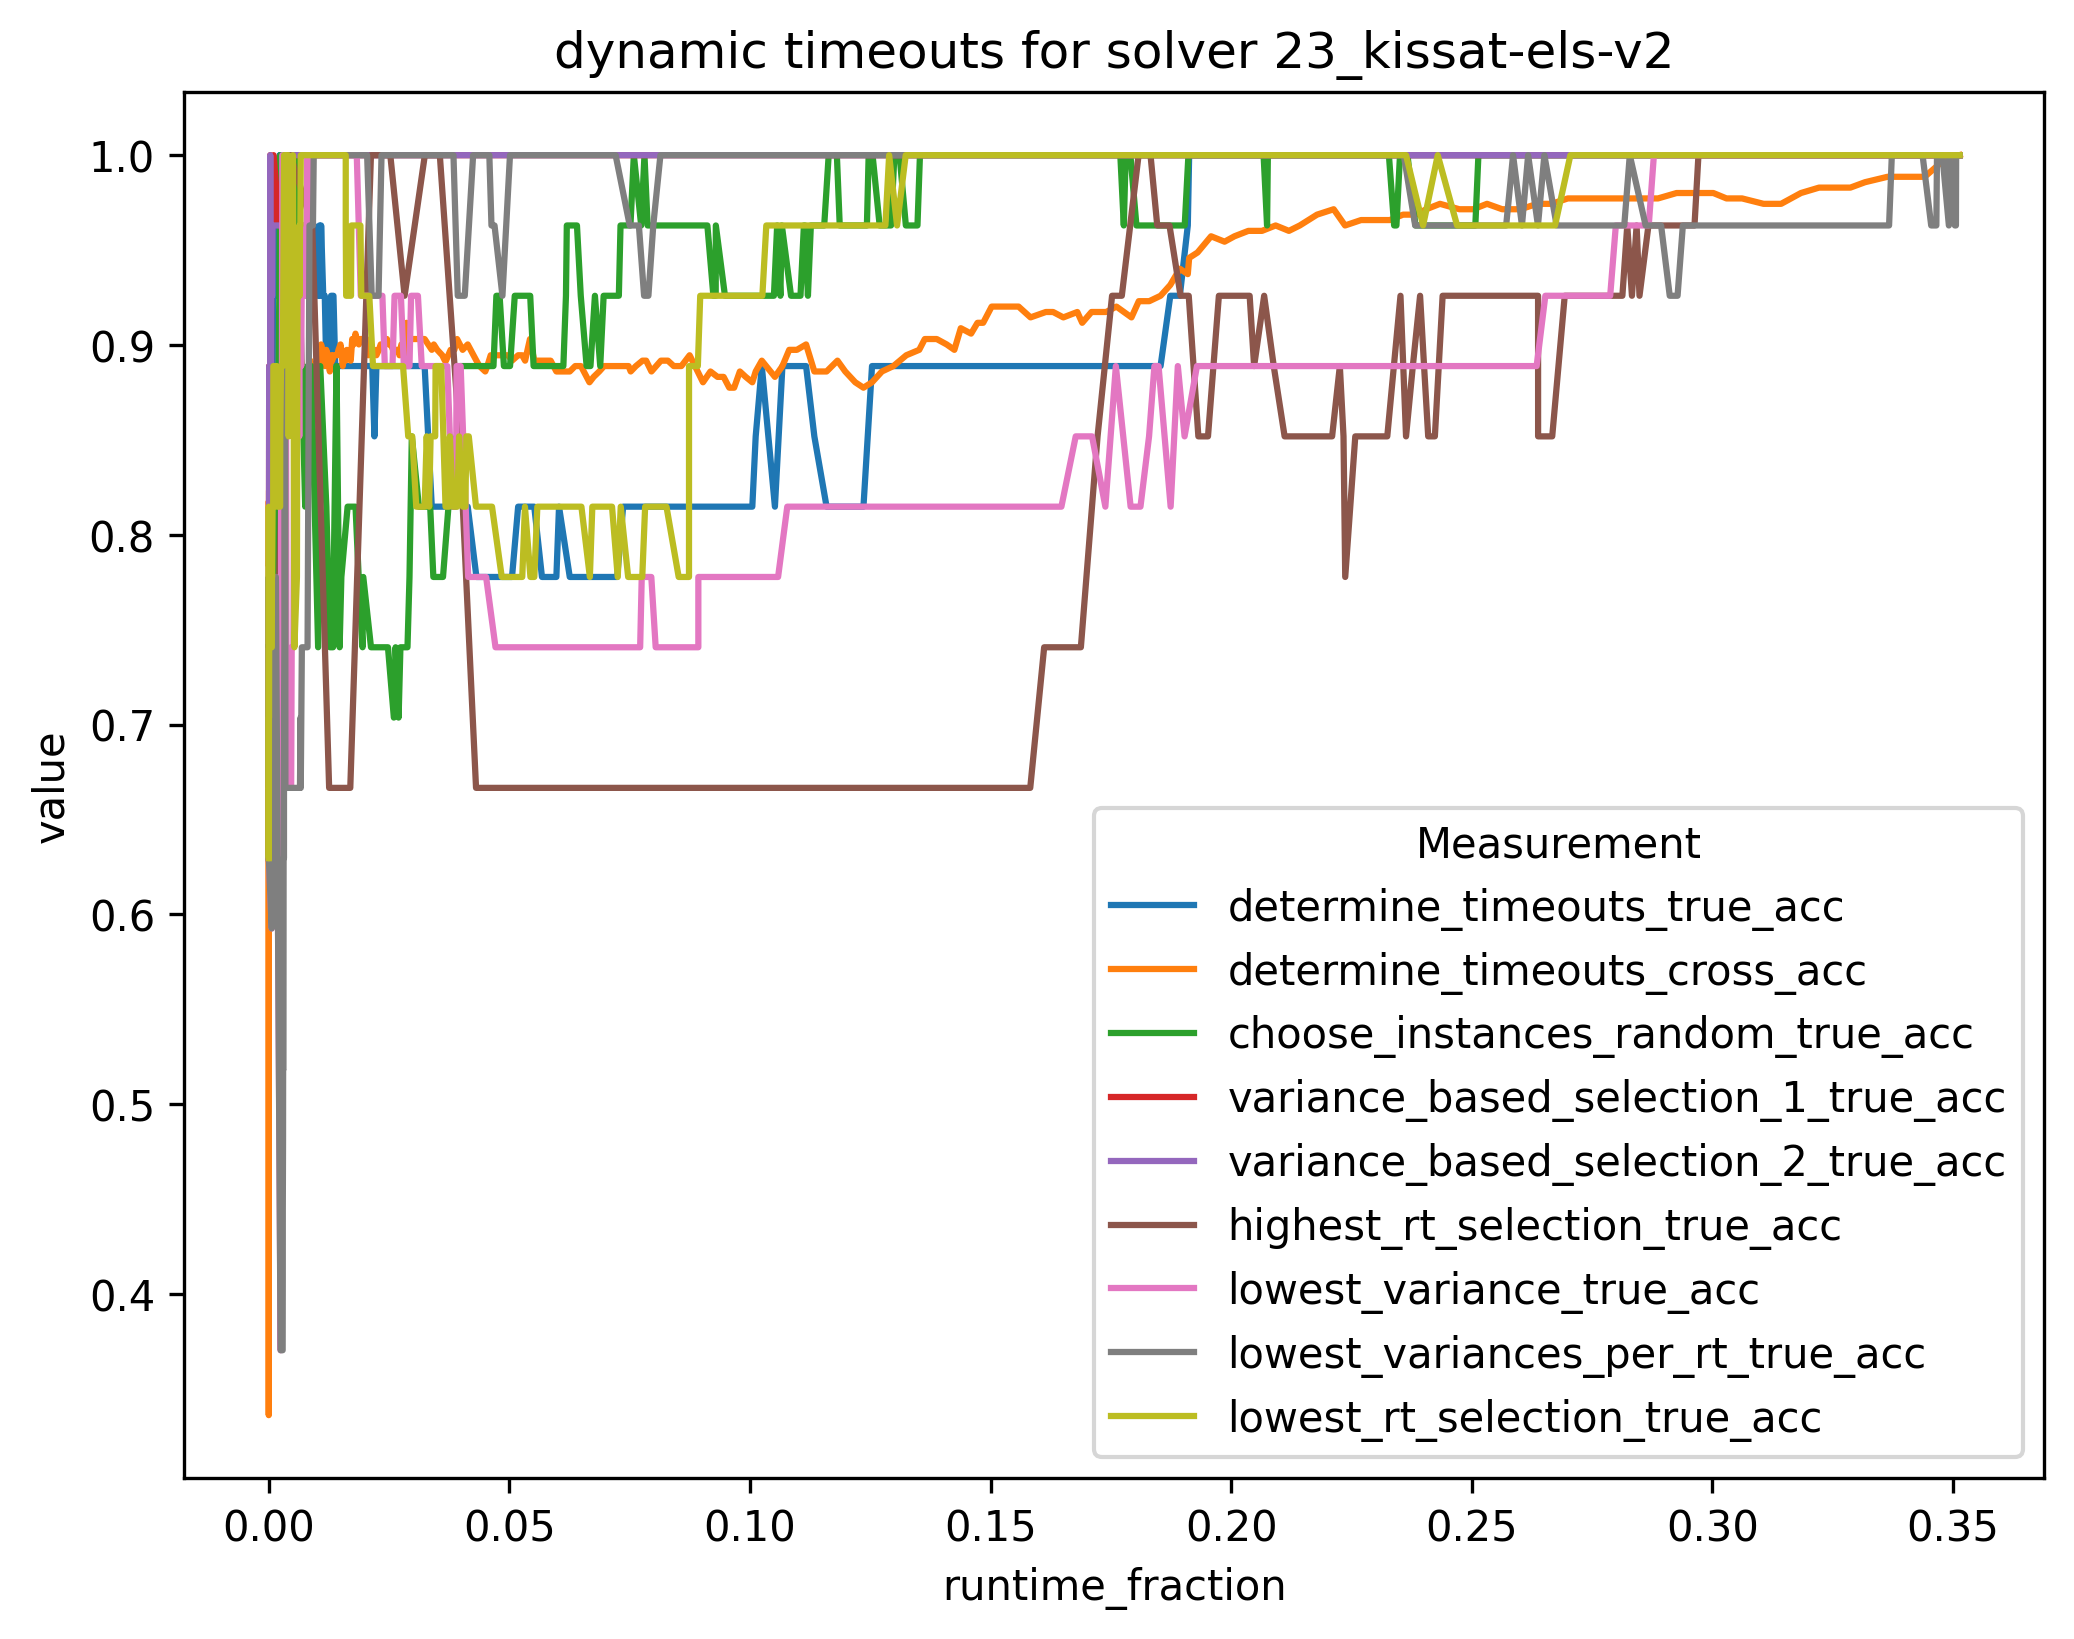 dynamic timeouts for solver 23_kissat-els-v2
1.0
0.9
0.8
0.7
0.6
0.5
0.4
value
Measurement
determine_timeouts_true_acc
determine_timeouts_cross_acc
choose_instances_random_true_acc
variance_based_selection_1_true_acc
variance_based_selection_2_true_acc
highest_rt_selection_true_acc
lowest_variance_true_acc
lowest_variances_per_rt_true_acc
lowest_rt_selection_true_acc
0.00 0.05 0.10 0.15 0.20 0.25 0.30 0.35
runtime_fraction